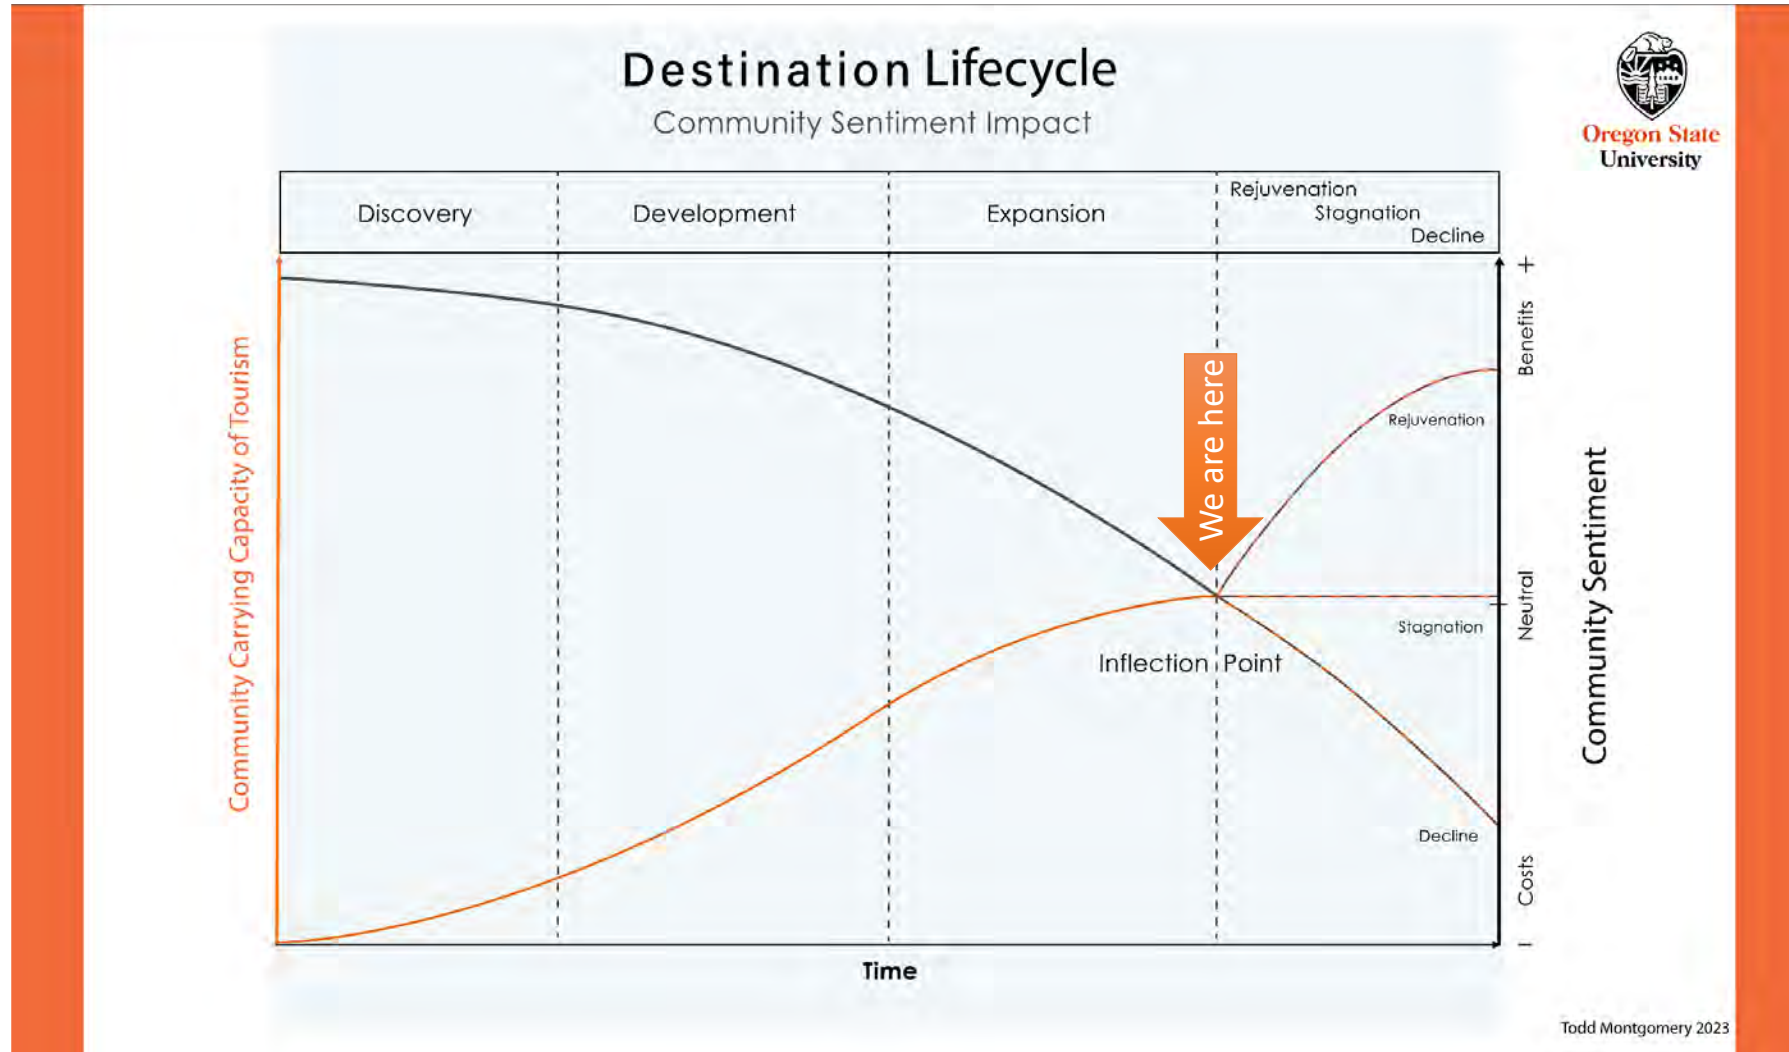 Destination Lifecycle
Community Sentiment Impact
Oregon State
University
Discovery
Development
Expansion
Rejuvenation
Stagnation
Decline
Community Carrying Capacity of Tourism
We are here
Inflection Point
Rejuvenation
Stagnation
Decline
+
Benefits
Neutral
Costs
−
Community Sentiment
Time
Todd Montgomery 2023